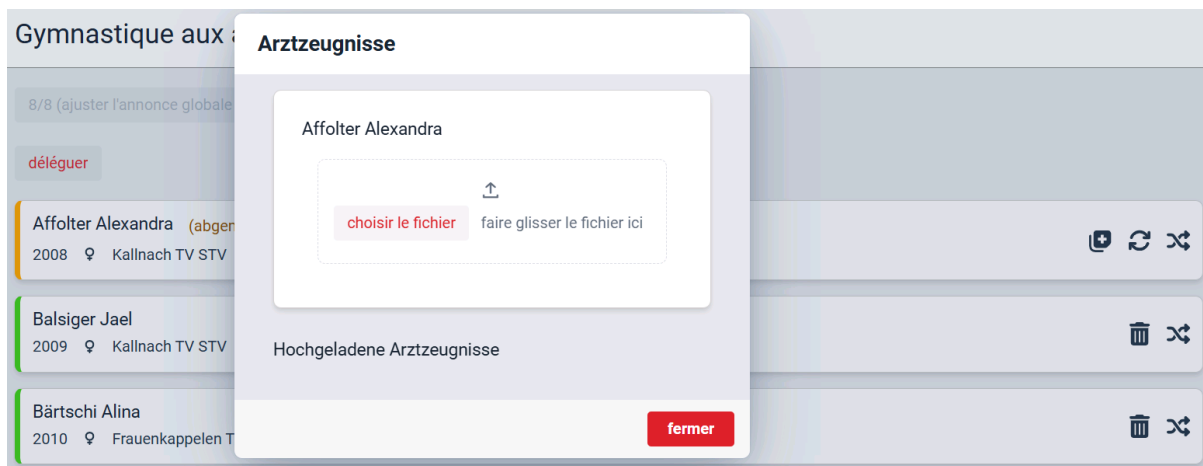 Gymnastique aux
Arztzeugnisse
8/8 (ajuster l'annonce globale
Affolter Alexandra
déléguer
choisir le fichier faire glisser le fichier ici
Affolter Alexandra
2008 ♀ Kallnach TV STV
Balsiger Jael
2009 ♀ Kallnach TV STV
Hochgeladene Arztzeugnisse
Bärtschi Alina
2010 ♀ Frauenkappelen T
fermer